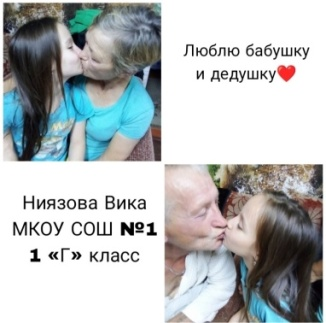 Люблю бабушку
и дедушку❤️
Ниязова Вика
МКОУ СОШ №1
1 «Г» класс